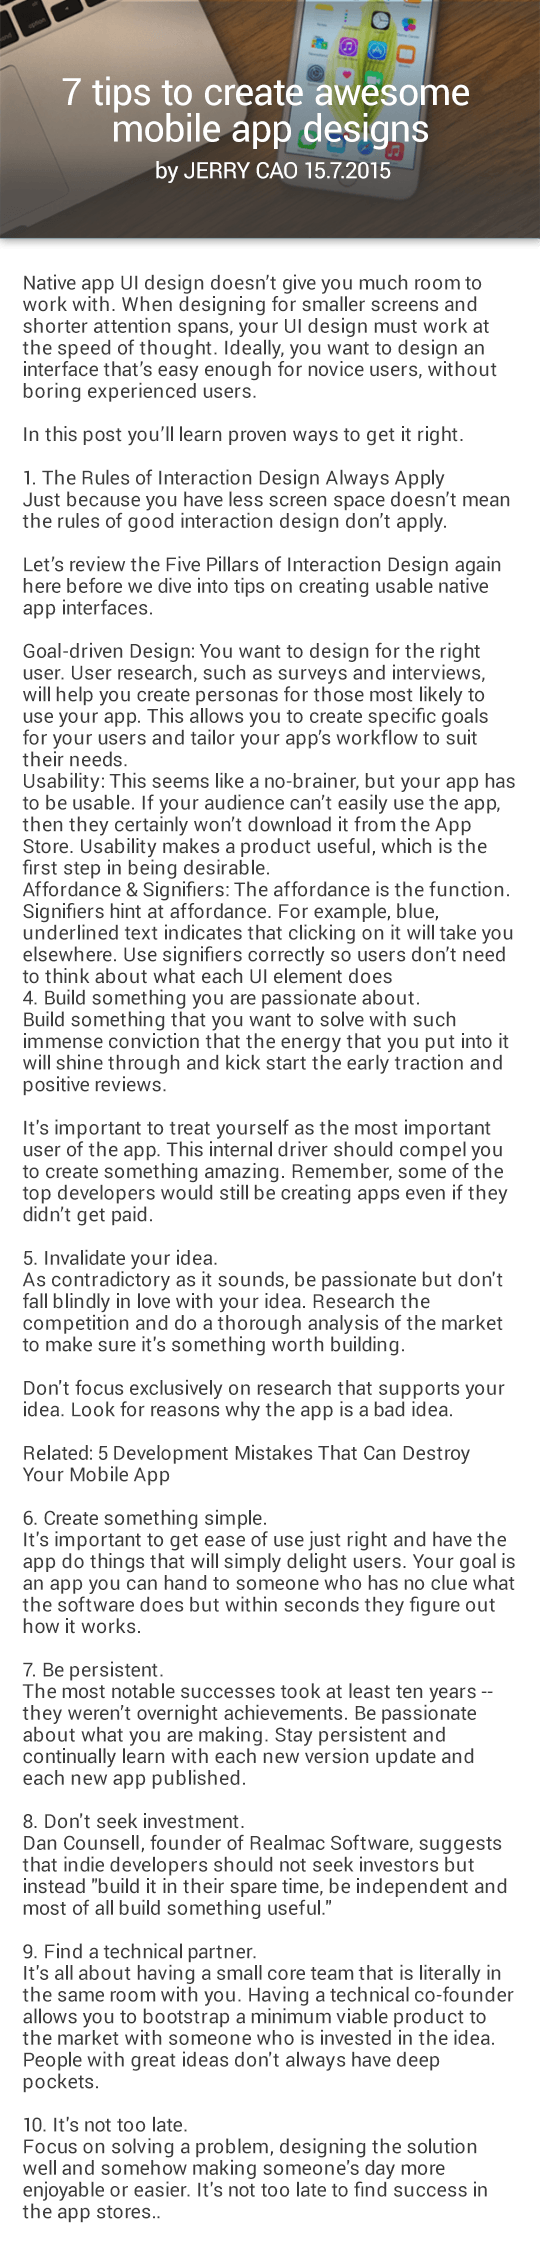 7 tips to create awesome
mobile app designs
by JERRY CAO 15.7.2015
Native app UI design doesn't give you much room to
work with. When designing for smaller screens and
shorter attention spans, your UI design must work at
the speed of thought. Ideally, you want to design an
interface that's easy enough for novice users, without
boring experienced users.
In this post you'll learn proven ways to get it right.
1. The Rules of Interaction Design Always Apply
Just because you have less screen space doesn't mean
the rules of good interaction design don't apply.
Let's review the Five Pillars of Interaction Design again
here before we dive into tips on creating usable native
app interfaces.
Goal-driven Design: You want to design for the right
user. User research, such as surveys and interviews,
will help you create personas for those most likely to
use your app. This allows you to create specific goals
for your users and tailor your app's workflow to suit
their needs.
Usability: This seems like a no-brainer, but your app has
to be usable. If your audience can't easily use the app,
then they certainly won't download it from the App
Store. Usability makes a product useful, which is the
first step in being desirable.
Affordance & Signifiers: The affordance is the function.
Signifiers hint at affordance. For example, blue,
underlined text indicates that clicking on it will take you
elsewhere. Use signifiers correctly so users don't need
to think about what each UI element does
4. Build something you are passionate about.
Build something that you want to solve with such
immense conviction that the energy that you put into it
will shine through and kick start the early traction and
positive reviews.
It's important to treat yourself as the most important
user of the app. This internal driver should compel you
to create something amazing. Remember, some of the
top developers would still be creating apps even if they
didn't get paid.
5. Invalidate your idea.
As contradictory as it sounds, be passionate but don't
fall blindly in love with your idea. Research the
competition and do a thorough analysis of the market
to make sure it's something worth building.
Don't focus exclusively on research that supports your
idea. Look for reasons why the app is a bad idea.
Related: 5 Development Mistakes That Can Destroy
Your Mobile App
6. Create something simple.
It's important to get ease of use just right and have the
app do things that will simply delight users. Your goal is
an app you can hand to someone who has no clue what
the software does but within seconds they figure out
how it works.
7. Be persistent.
The most notable successes took at least ten years --
they weren't overnight achievements. Be passionate
about what you are making. Stay persistent and
continually learn with each new version update and
each new app published.
8. Don't seek investment.
Dan Counsell, founder of Realmac Software, suggests
that indie developers should not seek investors but
instead "build it in their spare time, be independent and
most of all build something useful."
9. Find a technical partner.
It's all about having a small core team that is literally in
the same room with you. Having a technical co-founder
allows you to bootstrap a minimum viable product to
the market with someone who is invested in the idea.
People with great ideas don't always have deep
pockets.
10. It's not too late.
Focus on solving a problem, designing the solution
well and somehow making someone's day more
enjoyable or easier. It's not too late to find success in
the app stores..